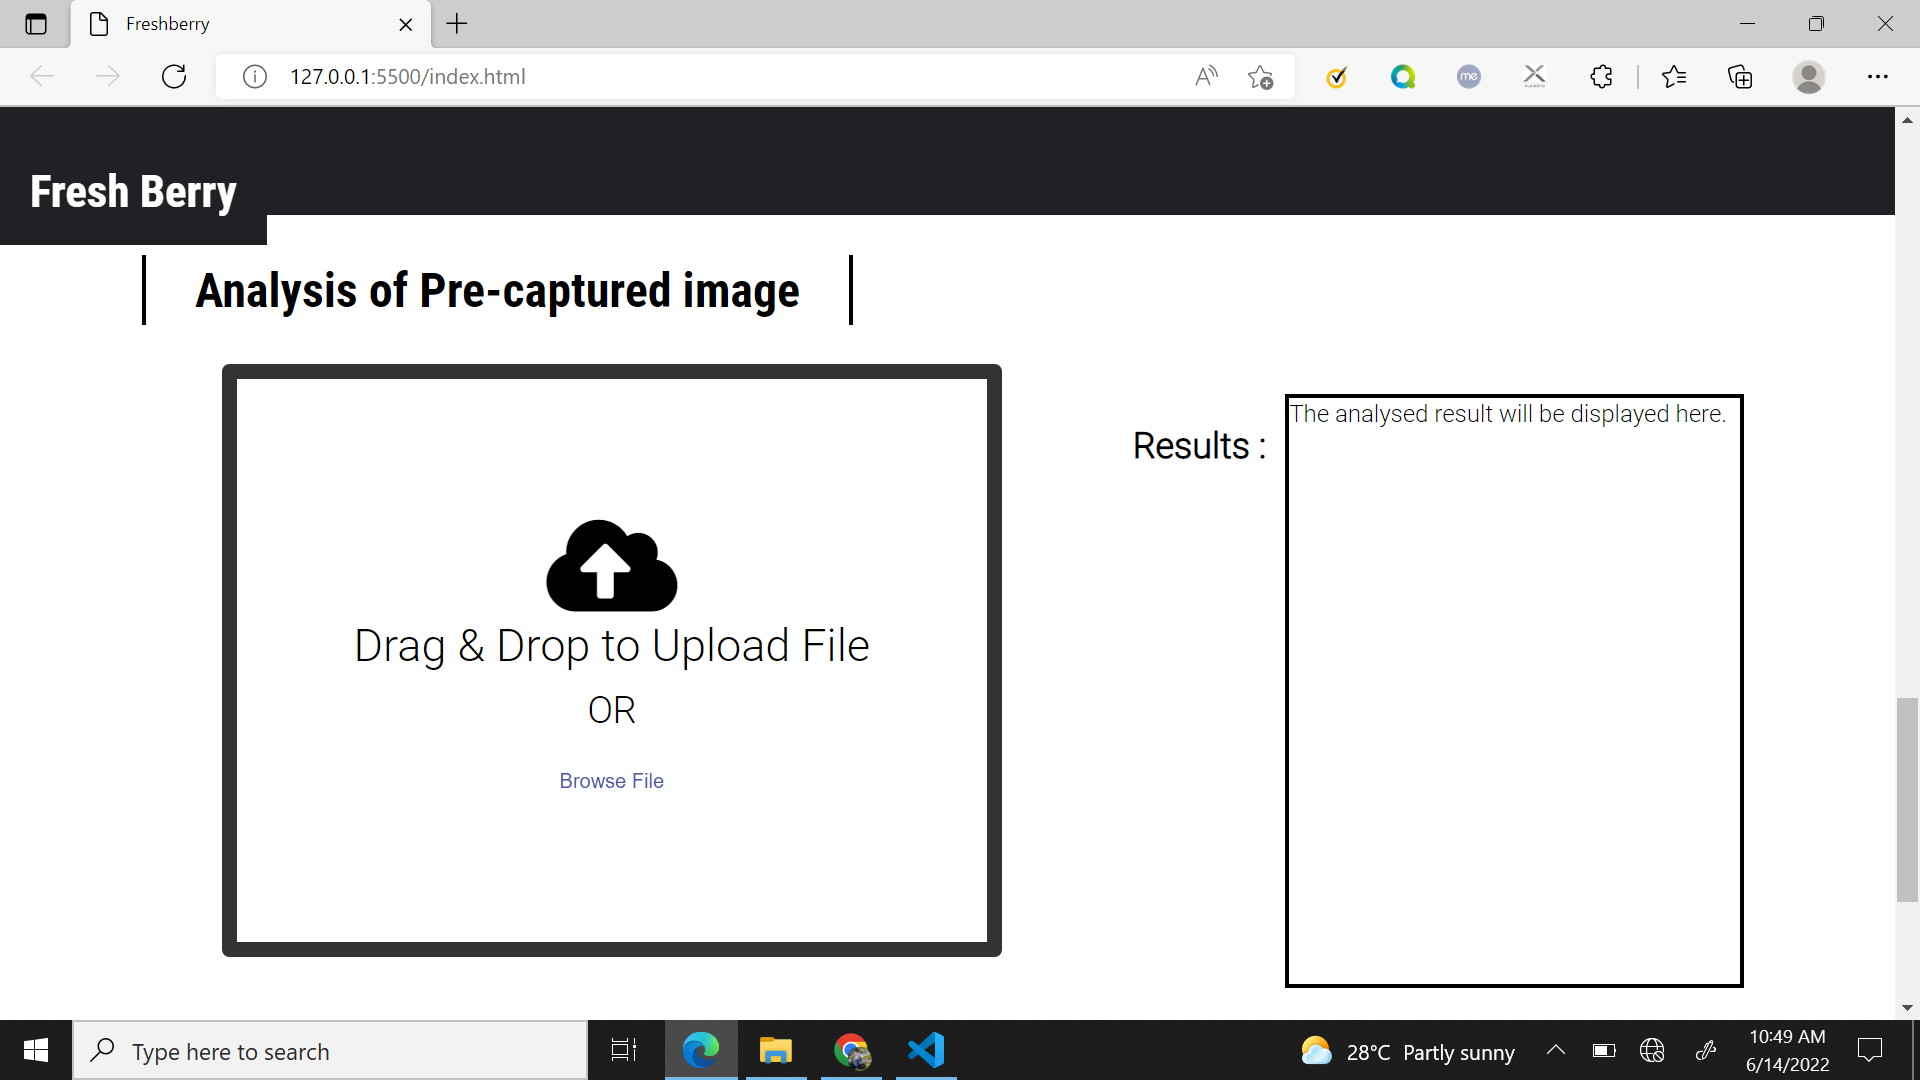 Freshberry
127.0.0.1:5500/index.html
Fresh Berry
Analysis of Pre-captured image
Drag & Drop to Upload File
OR
Browse File
Results :
The analysed result will be displayed here.
Type here to search
28°C Partly sunny
10:49 AM
6/14/2022